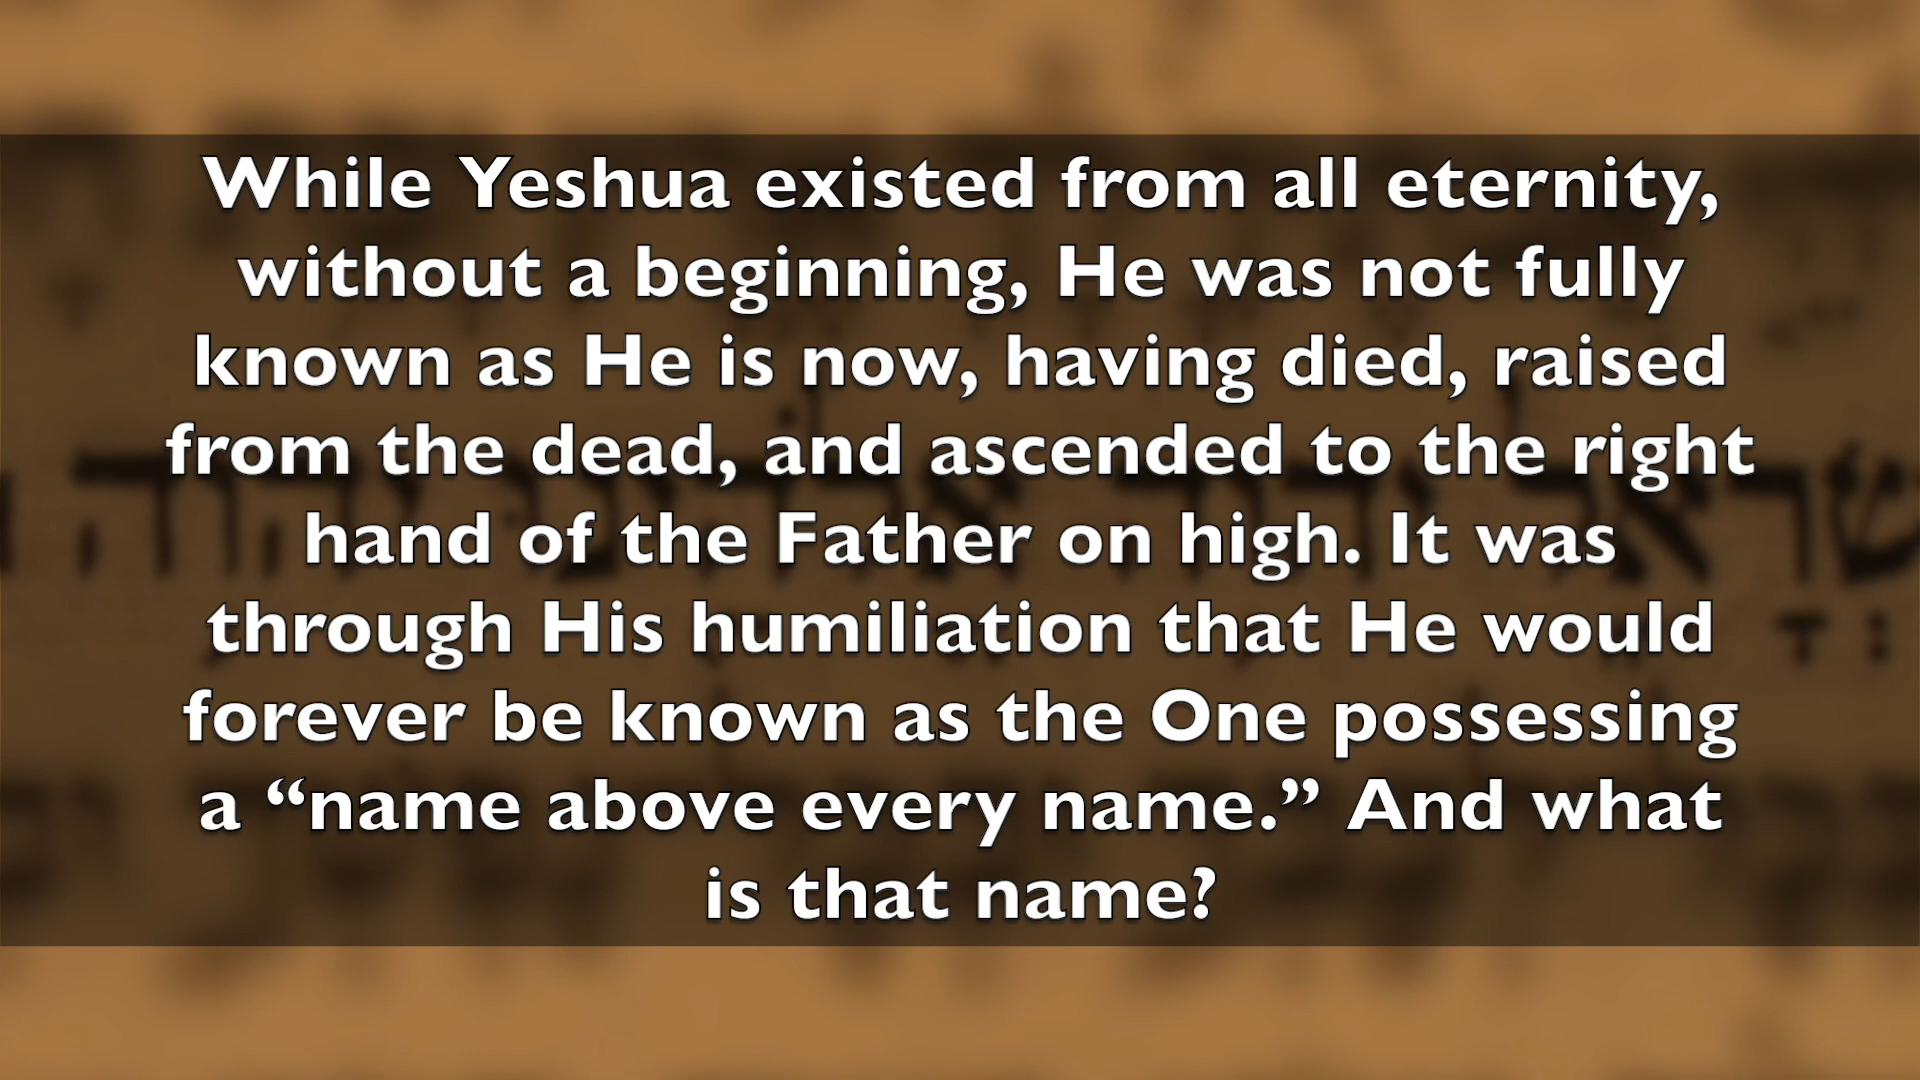 While Yeshua existed from all eternity,
without a beginning, He was not fully
known as He is now, having died, raised
from the dead, and ascended to the right
hand of the Father on high. It was
through His humiliation that He would
forever be known as the One possessing
a “name above every name.” And what
is that name?